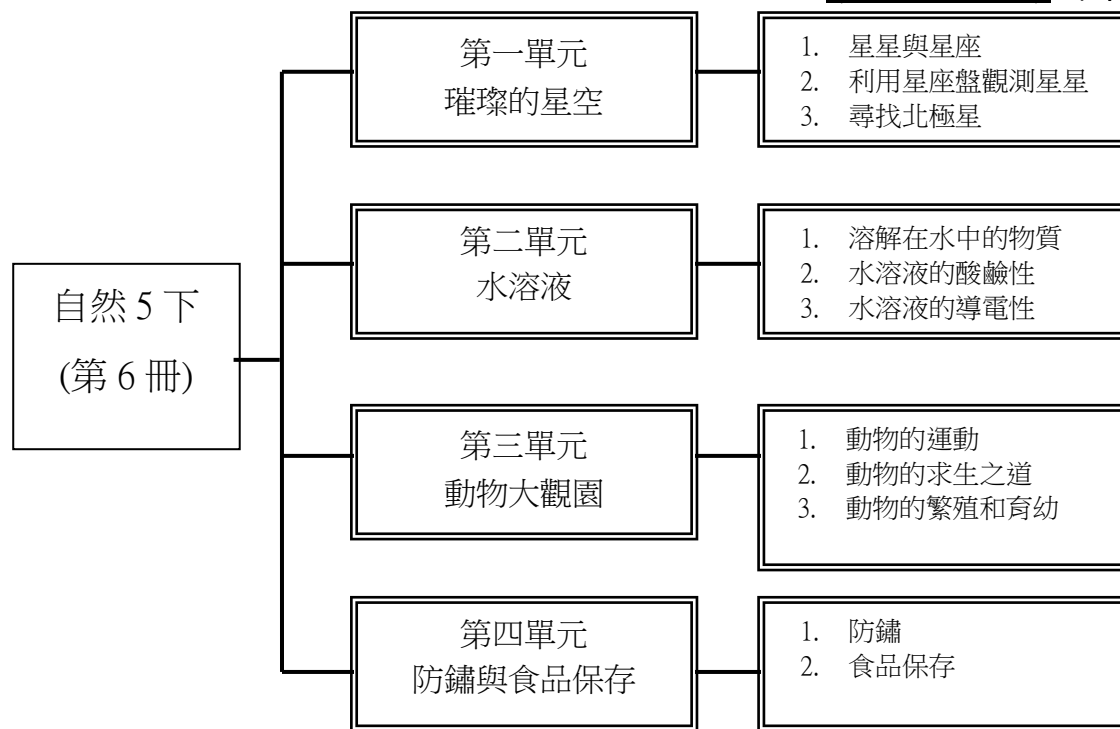 自然 5 下
(第 6 冊)
第一單元
璀璨的星空
1. 星星與星座
2. 利用星座盤觀測星星
3. 尋找北極星
第二單元
水溶液
1. 溶解在水中的物質
2. 水溶液的酸鹼性
3. 水溶液的導電性
第三單元
動物大觀園
1. 動物的運動
2. 動物的求生之道
3. 動物的繁殖和育幼
第四單元
防鏽與食品保存
1. 防鏽
2. 食品保存